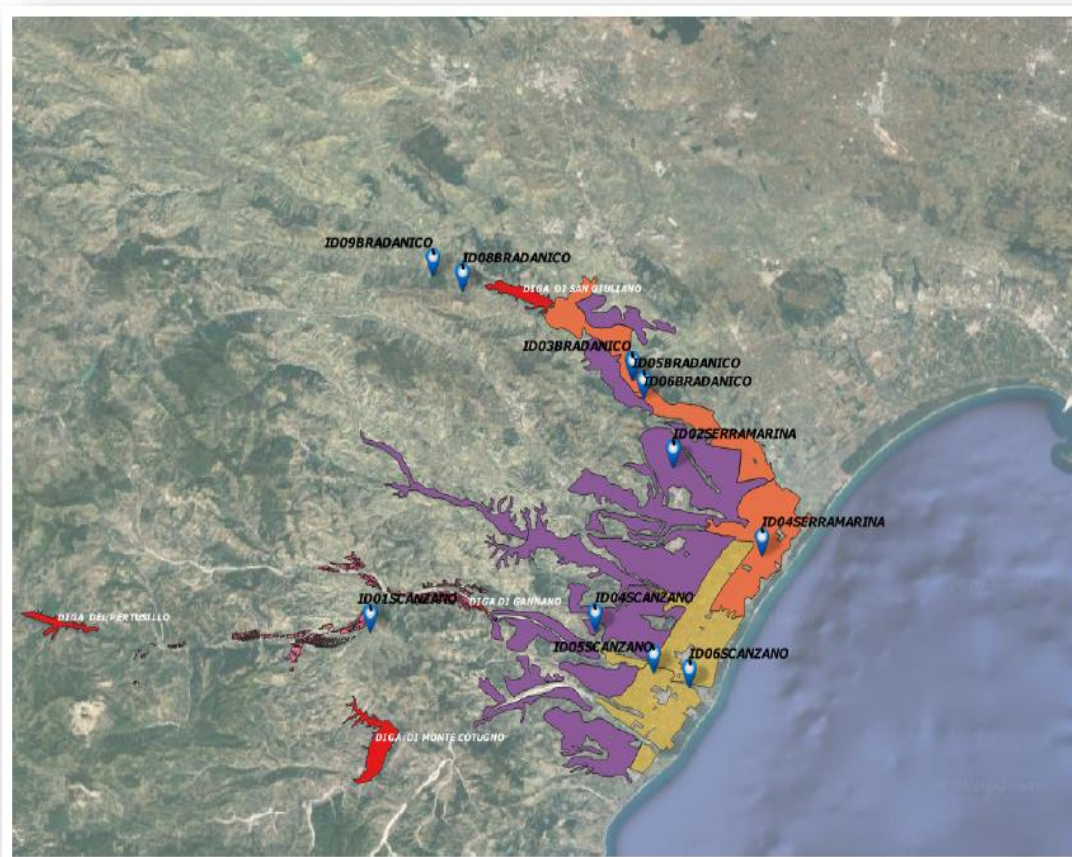 ID09BRADANICO
ID08BRADANICO
DIGA DI SAN GIULIANO
ID03BRADANICO
ID05BRADANICO
ID06BRADANICO
ID02SERRAMARINA
ID04SERRAMARINA
ID01SCANZANO
DIGA DI GANNANO
ID04SCANZANO
DIGA DEL PERTUSILLO
ID05SCANZANO
ID06SCANZANO
DIGA DI MONTE COTUGNO